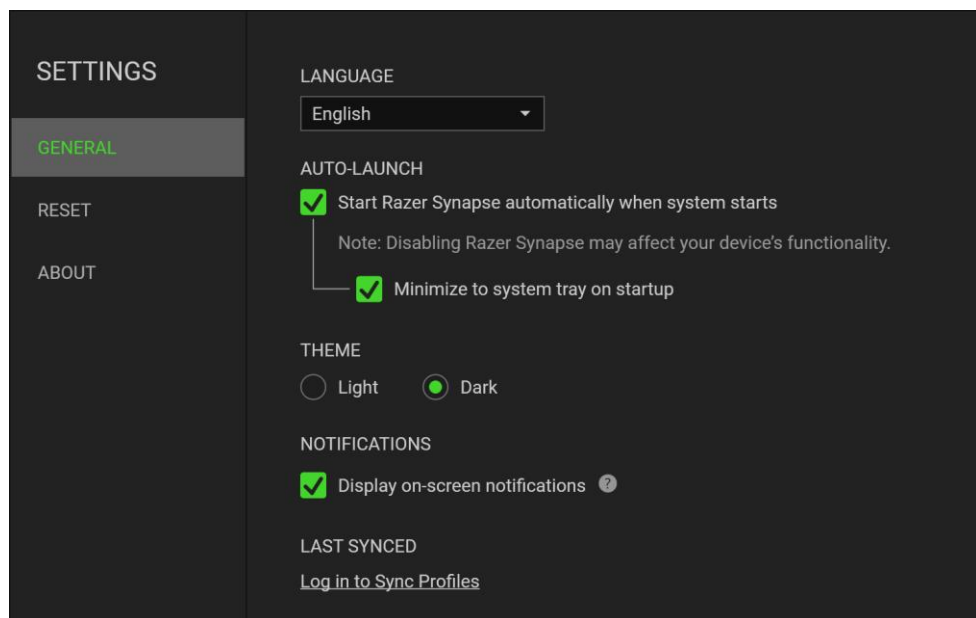 SETTINGS
GENERAL
RESET
ABOUT
LANGUAGE
English
AUTO-LAUNCH
Start Razer Synapse automatically when system starts
Note: Disabling Razer Synapse may affect your device’s functionality.
Minimize to system tray on startup
THEME
Light Dark
NOTIFICATIONS
Display on-screen notifications ?
LAST SYNCED
Log in to Sync Profiles